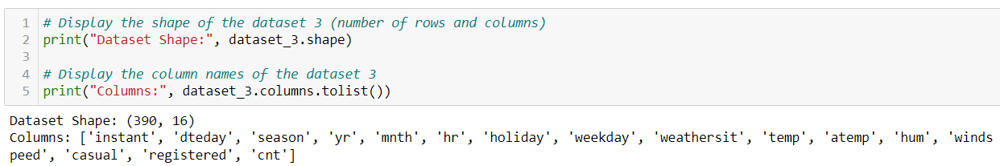 1 # Display the shape of the dataset 3 (number of rows and columns)
2 print("Dataset Shape:", dataset_3.shape)
3
4 # Display the column names of the dataset 3
5 print("Columns:", dataset_3.columns.tolist())
Dataset Shape: (390, 16)
Columns: ['instant', 'dteday', 'season', 'yr', 'mnth', 'hr', 'holiday', 'weekday', 'weathersit', 'temp', 'atemp', 'hum', 'winds
peed', 'casual', 'registered', 'cnt']